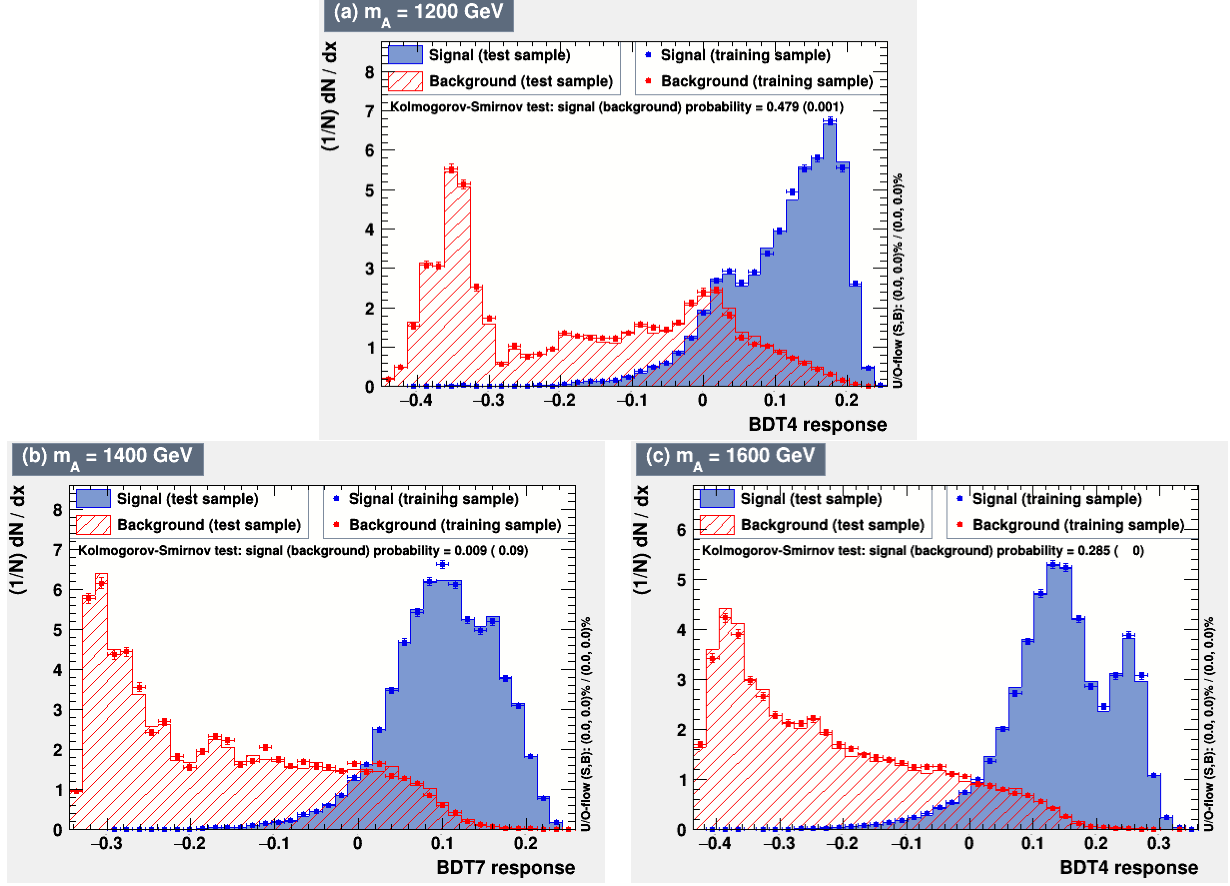 (a) m_A = 1200 GeV
(1/N) dN / dx
Signal (test sample)
Background (test sample)
Signal (training sample)
Background (training sample)
Kolmogorov-Smirnov test: signal (background) probability = 0.479 (0.001)
8
7
6
5
4
3
2
1
0
−0.4 −0.3 −0.2 −0.1 0 0.1 0.2
BDT4 response
U/O-flow (S,B): (0.0, 0.0)% / (0.0, 0.0)%
(b) m_A = 1400 GeV
(1/N) dN / dx
Signal (test sample)
Background (test sample)
Signal (training sample)
Background (training sample)
Kolmogorov-Smirnov test: signal (background) probability = 0.009 ( 0.09)
8
7
6
5
4
3
2
1
0
−0.3 −0.2 −0.1 0 0.1 0.2
BDT7 response
U/O-flow (S,B): (0.0, 0.0)% / (0.0, 0.0)%
(c) m_A = 1600 GeV
(1/N) dN / dx
Signal (test sample)
Background (test sample)
Signal (training sample)
Background (training sample)
Kolmogorov-Smirnov test: signal (background) probability = 0.285 (    0)
6
5
4
3
2
1
0
−0.4 −0.3 −0.2 −0.1 0 0.1 0.2 0.3
BDT4 response
U/O-flow (S,B): (0.0, 0.0)% / (0.0, 0.0)%